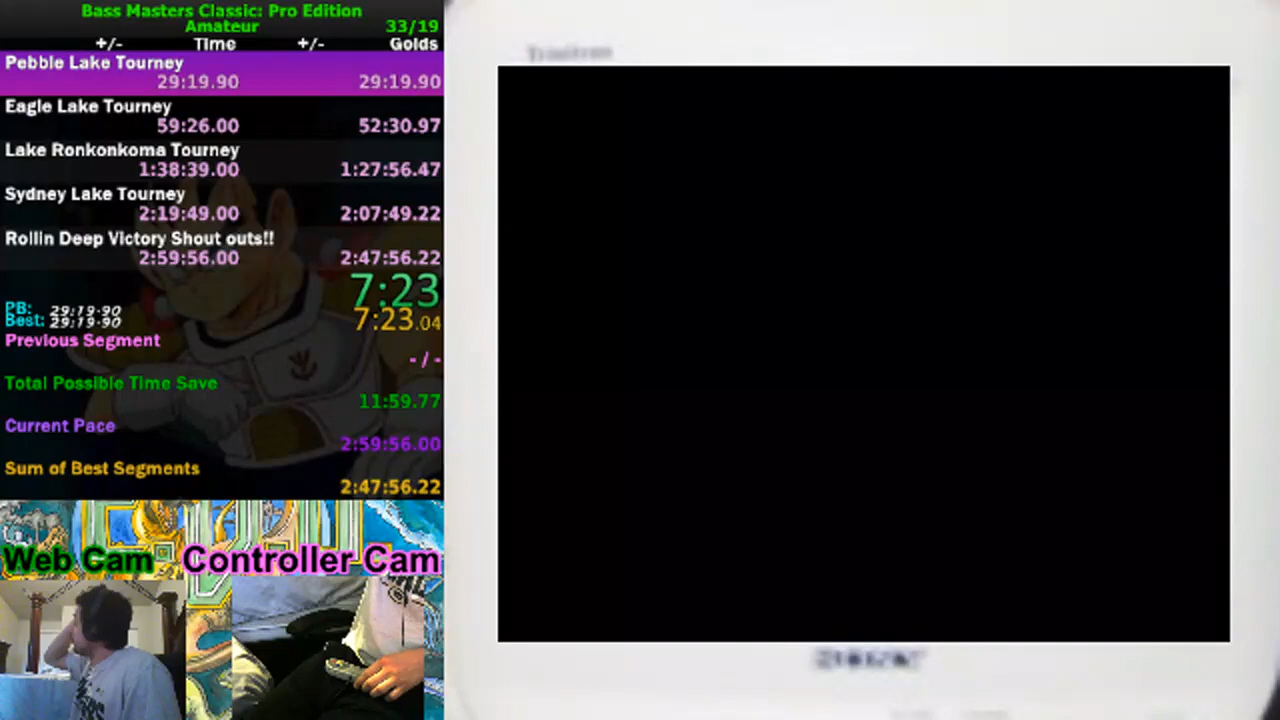 Bass Masters Classic: Pro Edition
Amateur 33/19
+/- Time +/- Golds
Pebble Lake Tourney
29:19.90 29:19.90
Eagle Lake Tourney
59:26.00 52:30.97
Lake Ronkonkoma Tourney
1:38:39.00 1:27:56.47
Sydney Lake Tourney
2:19:49.00 2:07:49.22
Rollin Deep Victory Shout outs!!
2:59:56.00 2:47:56.22
7:23
PB: 29:19.90
Best: 29:19.90
7:23.04
Previous Segment
- / -
Total Possible Time Save
11:59.77
Current Pace
2:59:56.00
Sum of Best Segments
2:47:56.22
Web Cam Controller Cam